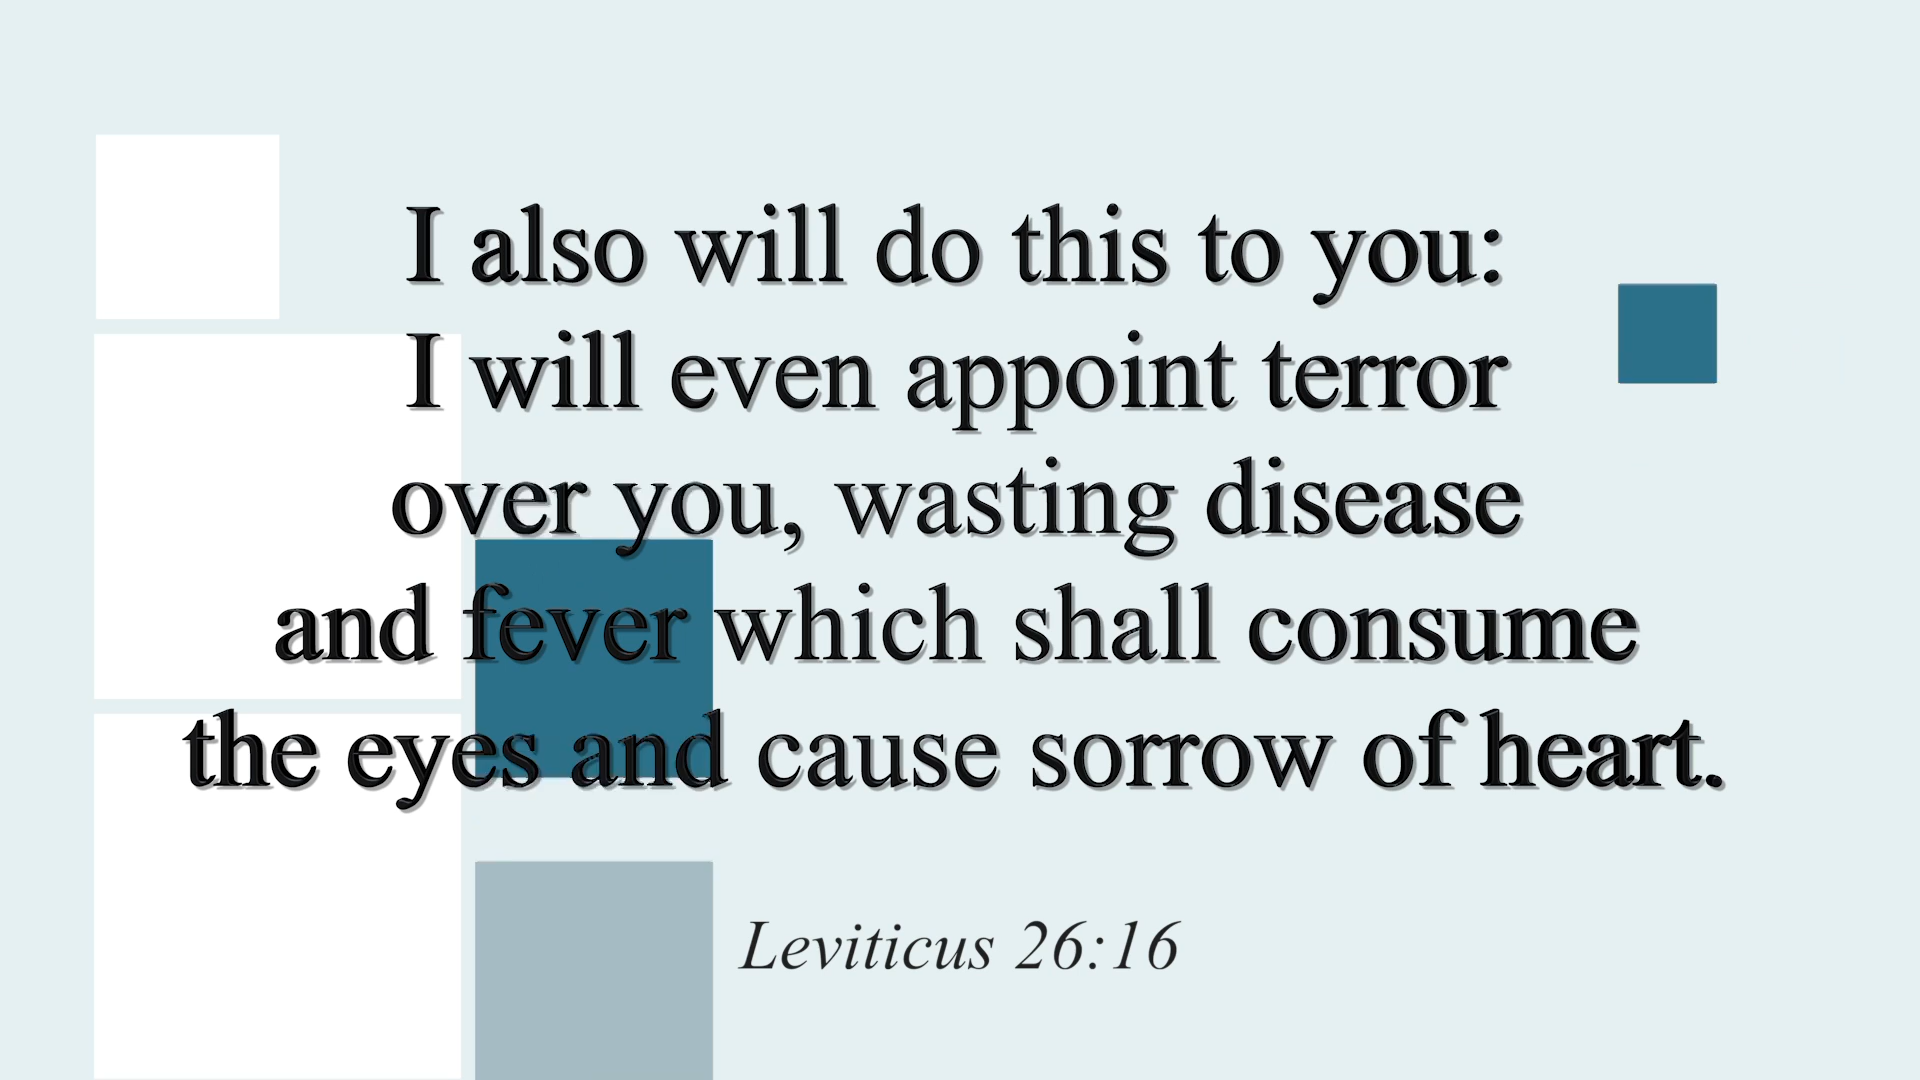 I also will do this to you:
I will even appoint terror
over you, wasting disease
and fever which shall consume
the eyes and cause sorrow of heart.
Leviticus 26:16